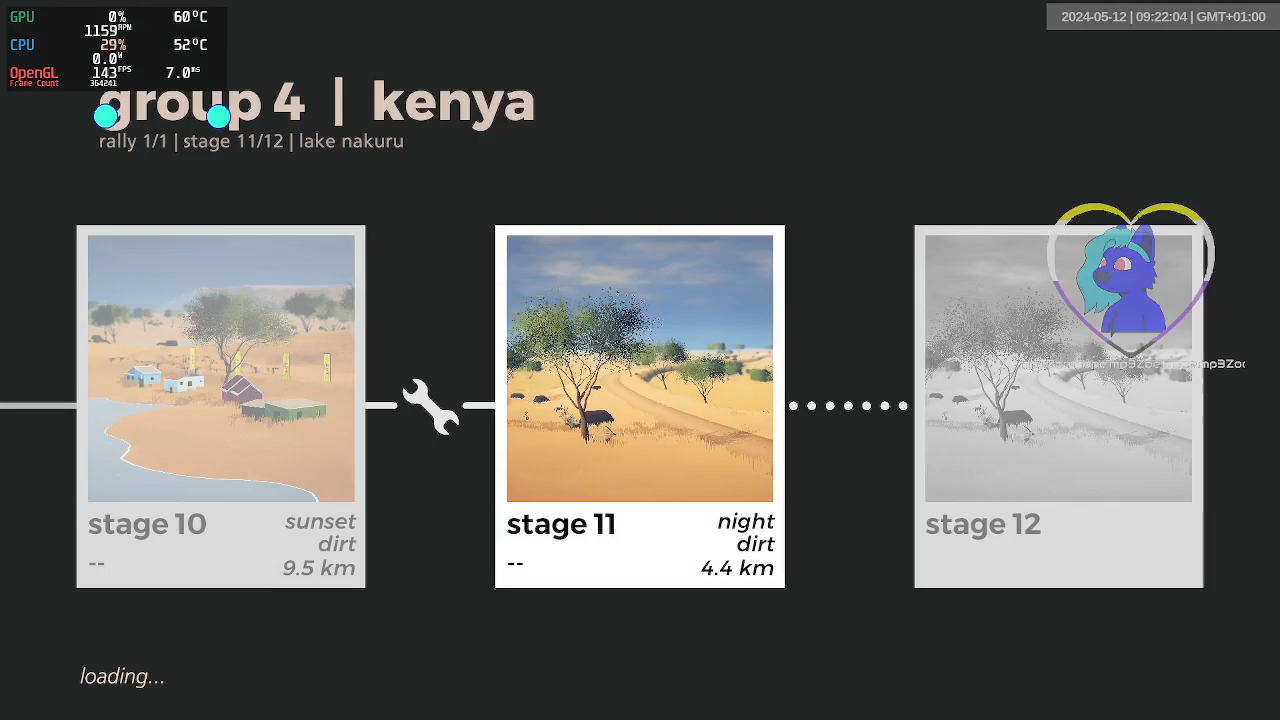 GPU 0% 60°C
1159 RPM
CPU 29% 52°C
0.0 W
OpenGL 143 FPS 7.0 ms
Frame Count 364241
2024-05-12 | 09:22:04 | GMT+01:00
group 4 | kenya
rally 1/1 | stage 11/12 | lake nakuru
stage 10
sunset
dirt
--
9.5 km
stage 11
night
dirt
--
4.4 km
stage 12
loading...